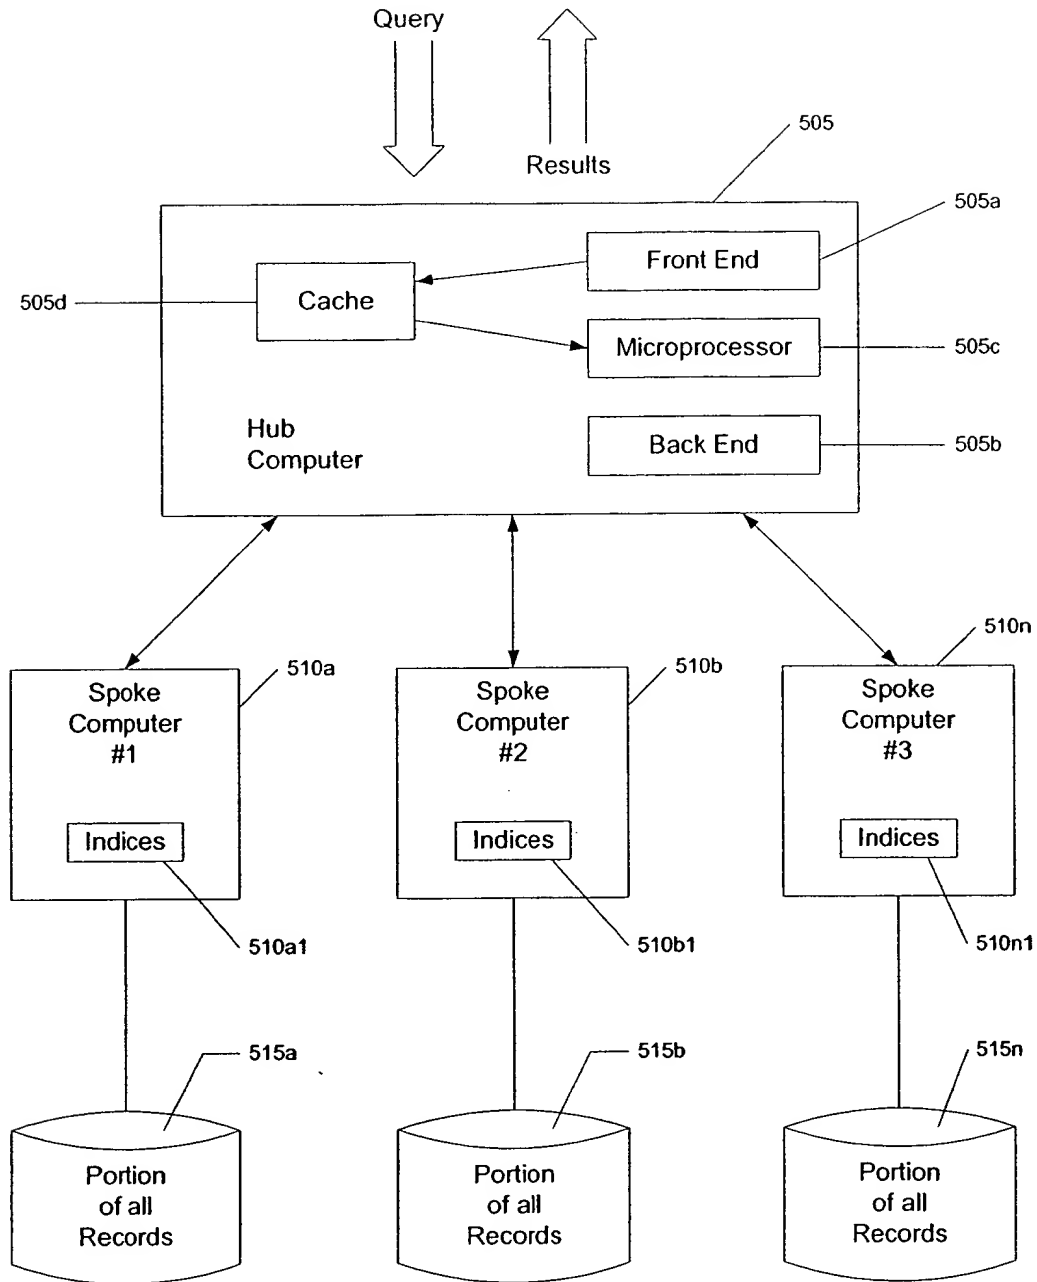 Query
Results
505
505a
Front End
505d
Cache
Microprocessor
505c
Hub
Computer
Back End
505b
510a
510b
510n
Spoke
Computer
#1
Spoke
Computer
#2
Spoke
Computer
#3
Indices
Indices
Indices
510a1
510b1
510n1
515a
515b
515n
Portion
of all
Records
Portion
of all
Records
Portion
of all
Records